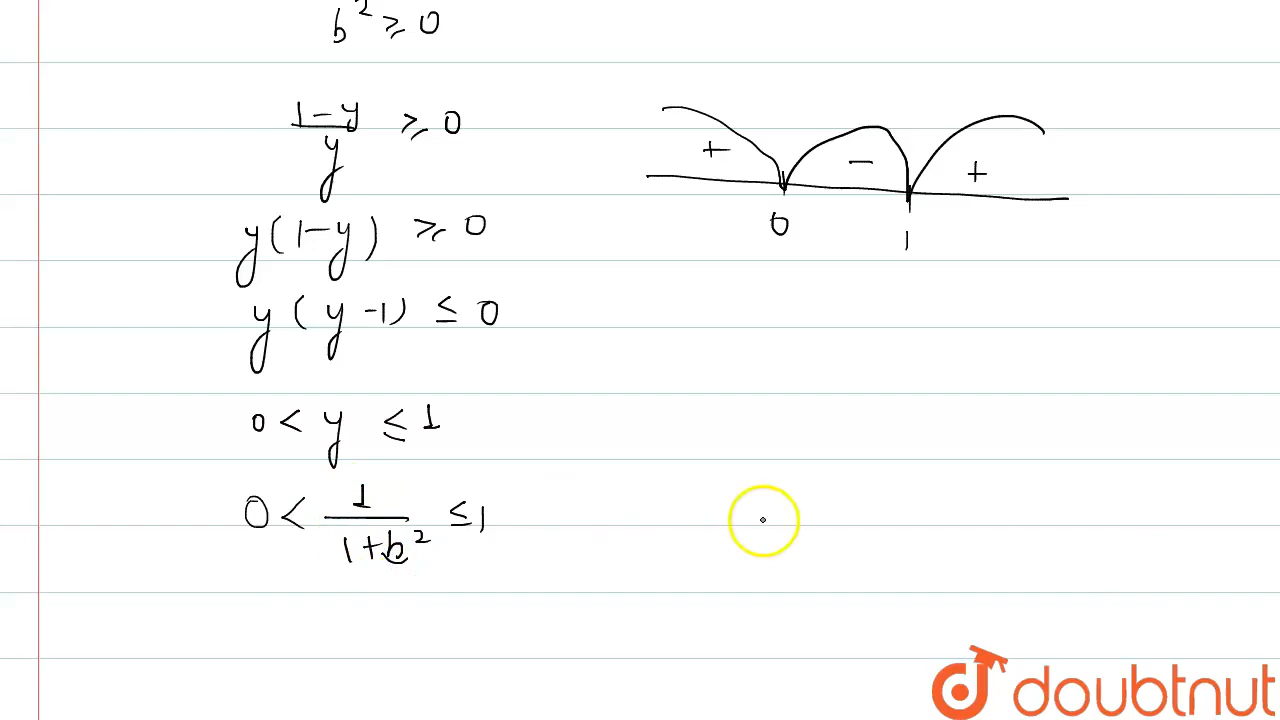 b² ≥ 0
(1-y)/y ≥ 0
+ - +
0 1
y(1-y) ≥ 0
y(y-1) ≤ 0
0 < y ≤ 1
0 < 1/(1+b²) ≤ 1
doubtnut